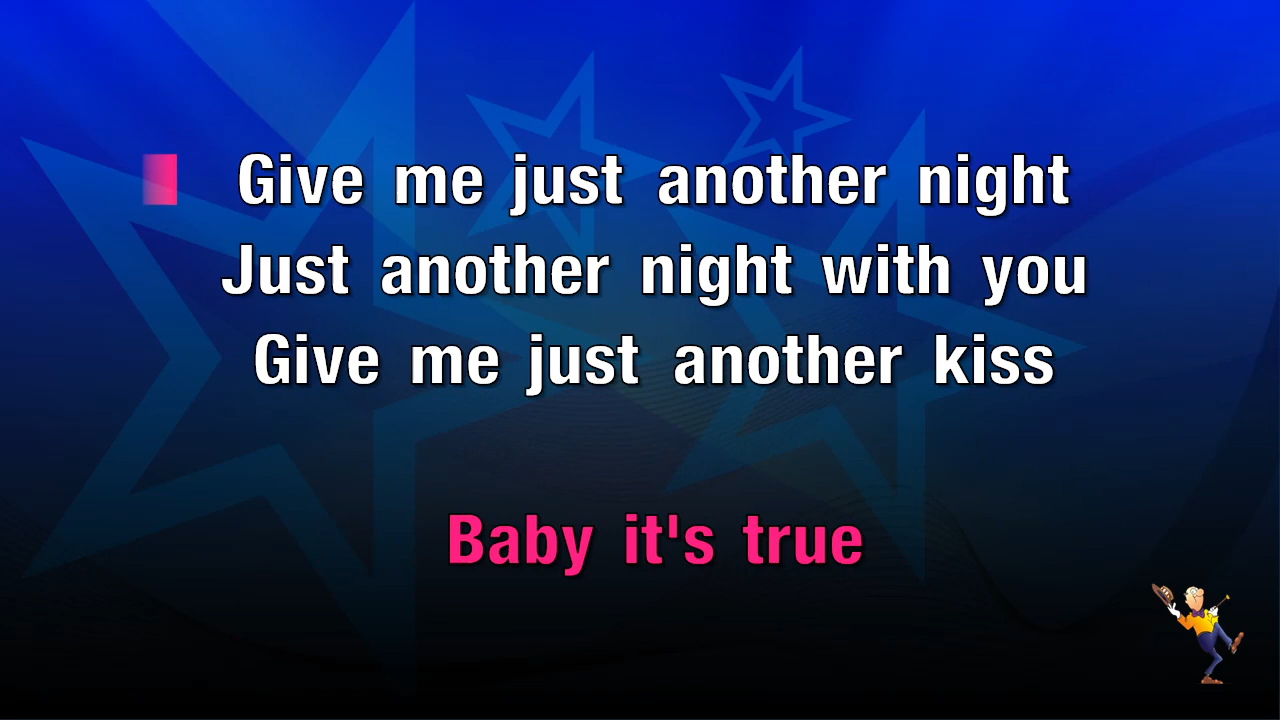 Give me just another night
Just another night with you
Give me just another kiss
Baby it's true